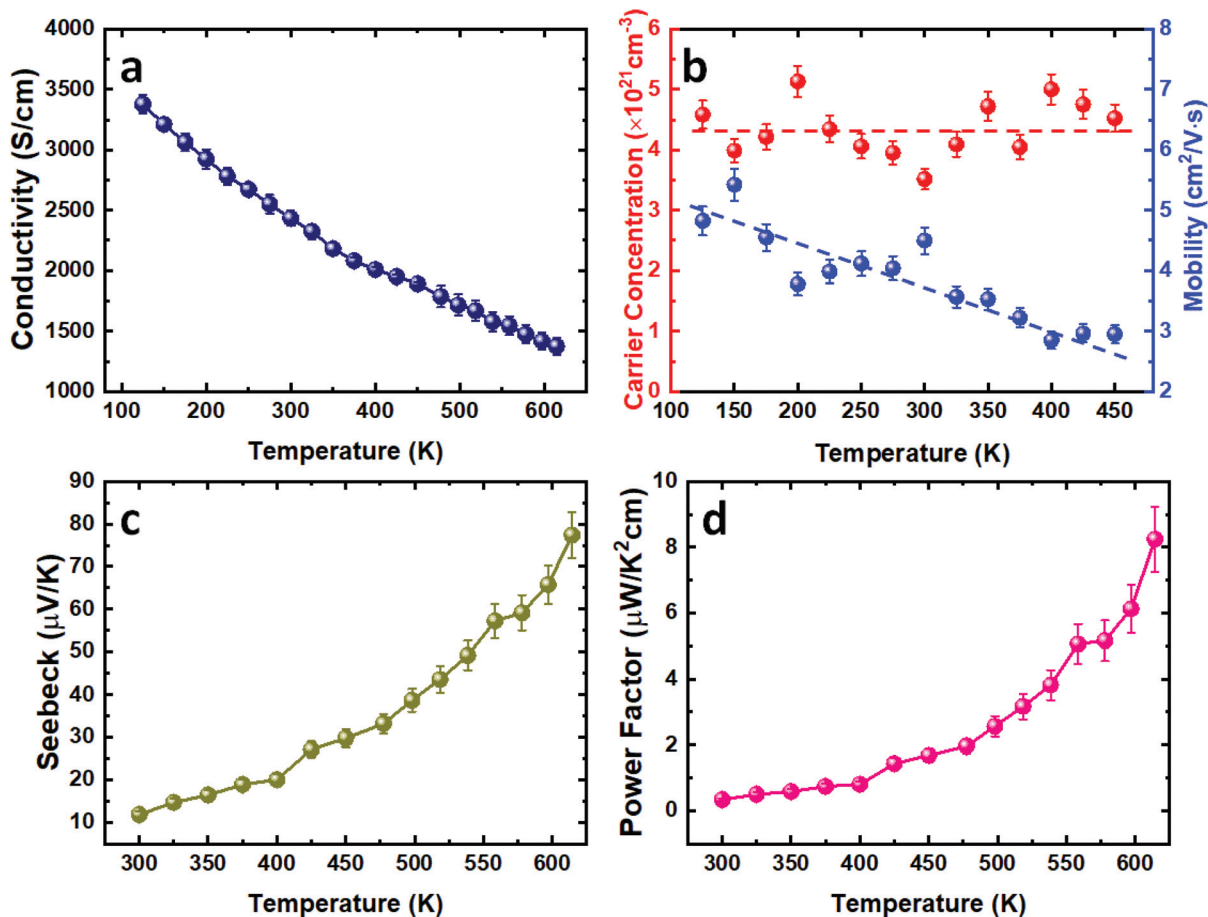 a
Conductivity (S/cm)
4000
3500
3000
2500
2000
1500
1000
100 200 300 400 500 600
Temperature (K)
b
Carrier Concentration (×10²¹cm⁻³)
6
5
4
3
2
1
0
Mobility (cm²/V·s)
8
7
6
5
4
3
2
100 150 200 250 300 350 400 450
Temperature (K)
c
Seebeck (μV/K)
90
80
70
60
50
40
30
20
10
300 350 400 450 500 550 600
Temperature (K)
d
Power Factor (μW/K²cm)
10
8
6
4
2
0
300 350 400 450 500 550 600
Temperature (K)